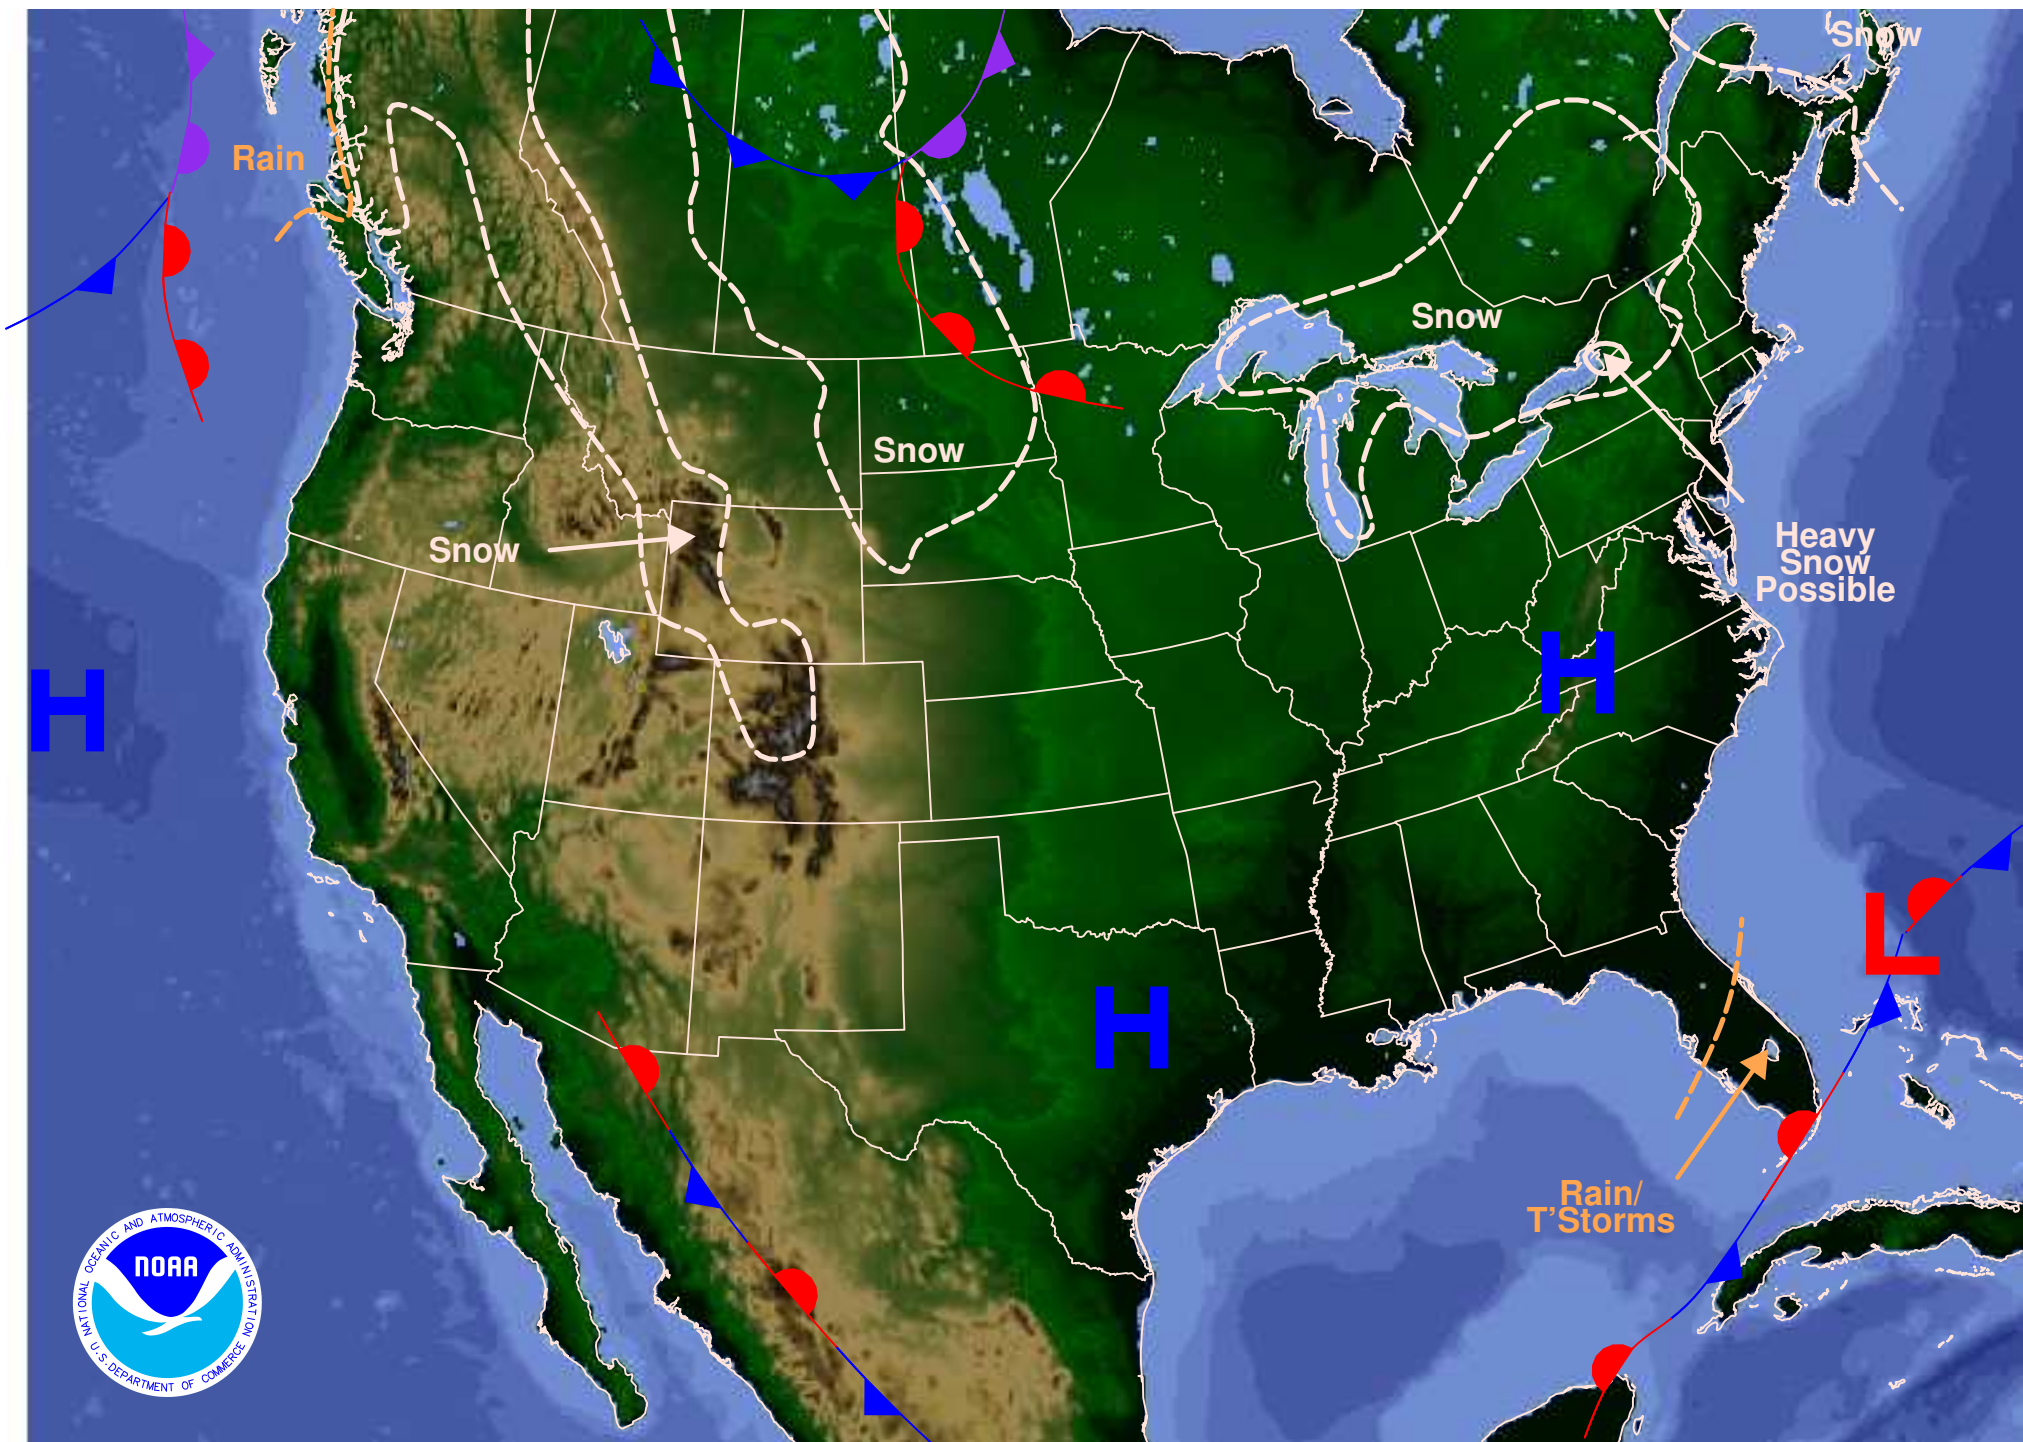 Snow
Rain
Snow
Snow
Snow
Heavy
Snow
Possible
H
H
L
H
Rain/
T'Storms
NATIONAL OCEANIC AND ATMOSPHERIC ADMINISTRATION
NOAA
U.S. DEPARTMENT OF COMMERCE